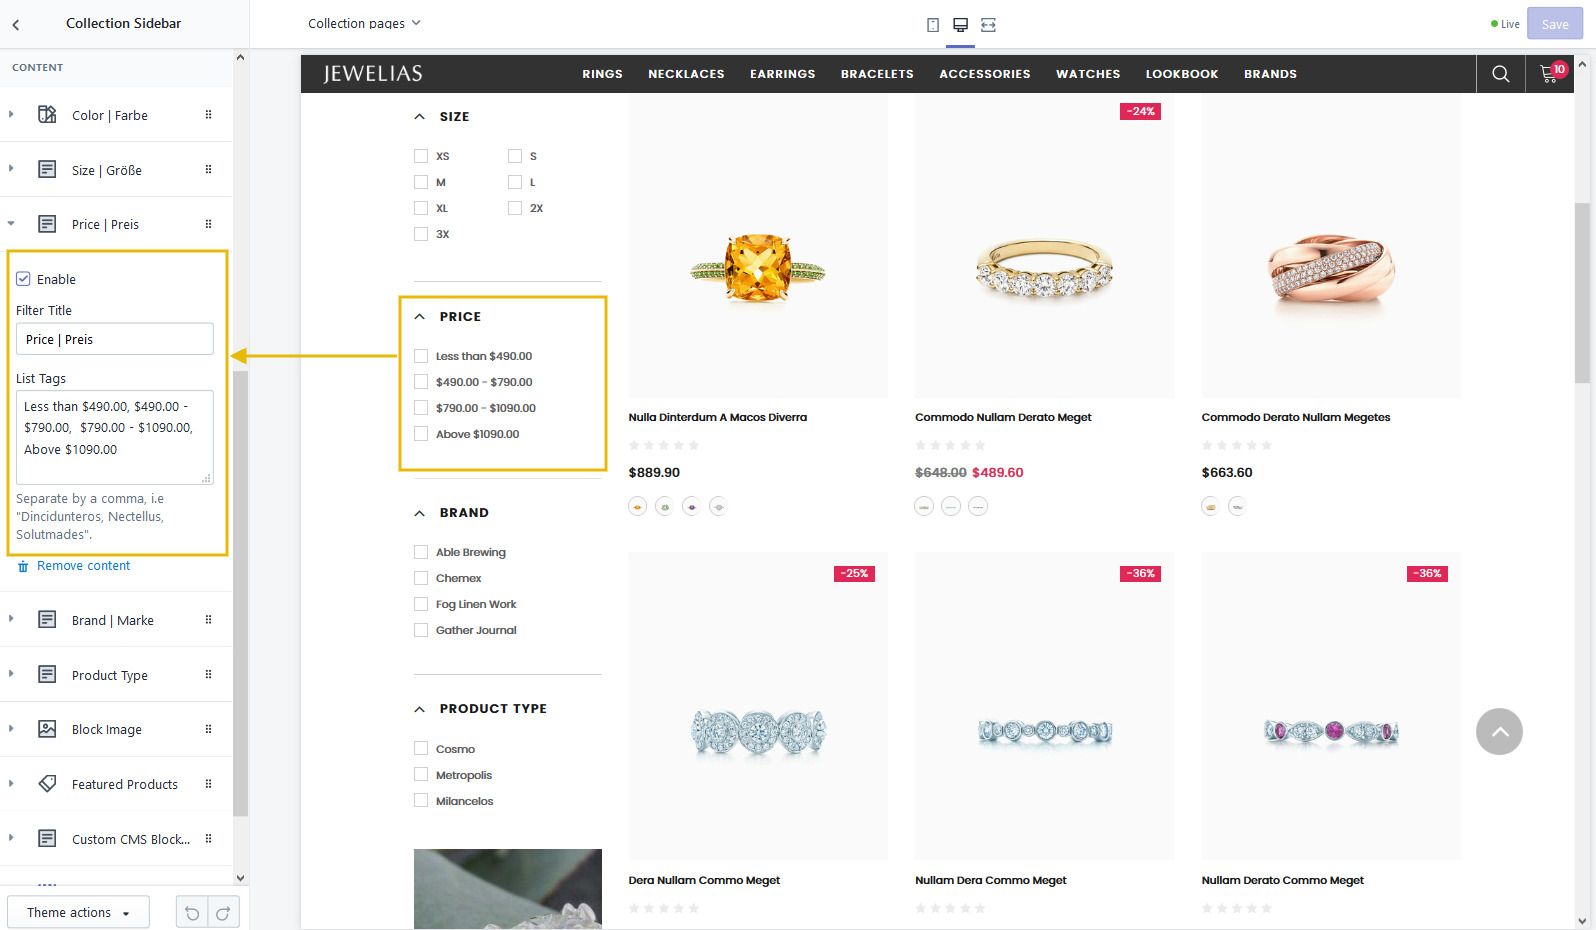 Collection Sidebar
Collection pages
Live
Save
CONTENT
Color | Farbe
Size | Größe
Price | Preis
Enable
Filter Title
Price | Preis
List Tags
Less than $490.00, $490.00 -
$790.00,  $790.00 - $1090.00,
Above $1090.00
Separate by a comma, i.e
"Dincidunteros, Nectellus,
Solutmades".
Remove content
Brand | Marke
Product Type
Block Image
Featured Products
Custom CMS Block...
Theme actions
JEWELIAS
RINGS NECKLACES EARRINGS BRACELETS ACCESSORIES WATCHES LOOKBOOK BRANDS
10
SIZE
XS S
M L
XL 2X
3X
PRICE
Less than $490.00
$490.00 - $790.00
$790.00 - $1090.00
Above $1090.00
BRAND
Able Brewing
Chemex
Fog Linen Work
Gather Journal
PRODUCT TYPE
Cosmo
Metropolis
Milancelos
-24%
Nulla Dinterdum A Macos Diverra
$889.90
Commodo Nullam Derato Meget
$648.00 $489.60
Commodo Derato Nullam Megetes
$663.60
-25%
-36%
-36%
Dera Nullam Commo Meget
Nullam Dera Commo Meget
Nullam Derato Commo Meget